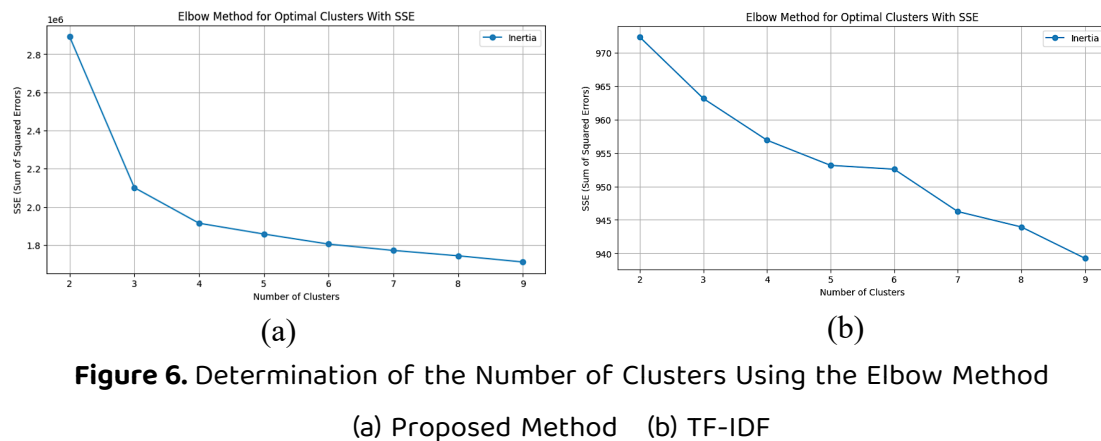 Elbow Method for Optimal Clusters With SSE
1e6
Inertia
2.8
2.6
2.4
2.2
2.0
1.8
SSE (Sum of Squared Errors)
2 3 4 5 6 7 8 9
Number of Clusters
(a)
Elbow Method for Optimal Clusters With SSE
Inertia
970
965
960
955
950
945
940
SSE (Sum of Squared Errors)
2 3 4 5 6 7 8 9
Number of Clusters
(b)
Figure 6. Determination of the Number of Clusters Using the Elbow Method
(a) Proposed Method (b) TF-IDF